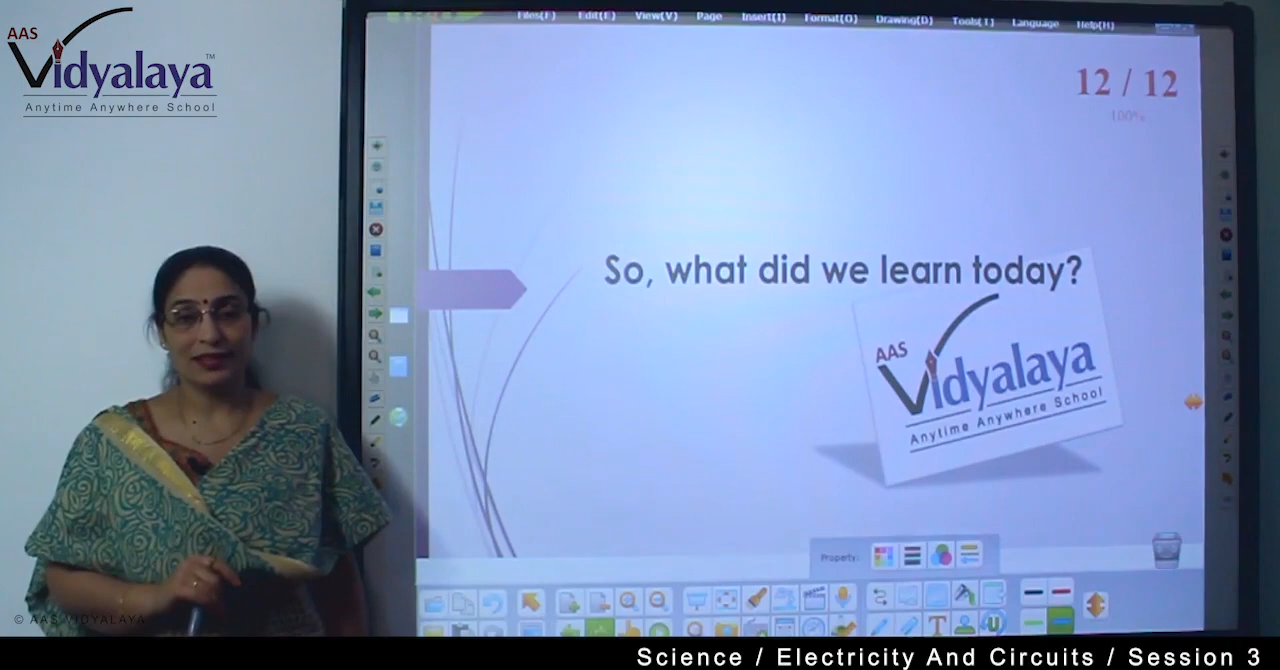 AAS
Vidyalaya™
Anytime Anywhere School
Files(F) Edit(E) View(V) Page Insert(I) Format(O) Drawing(D) Tools(T) Language Help(H)
12 / 12
100%
So, what did we learn today?
AAS
Vidyalaya
Anytime Anywhere School
Property:
© AAS VIDYALAYA
Science / Electricity And Circuits / Session 3